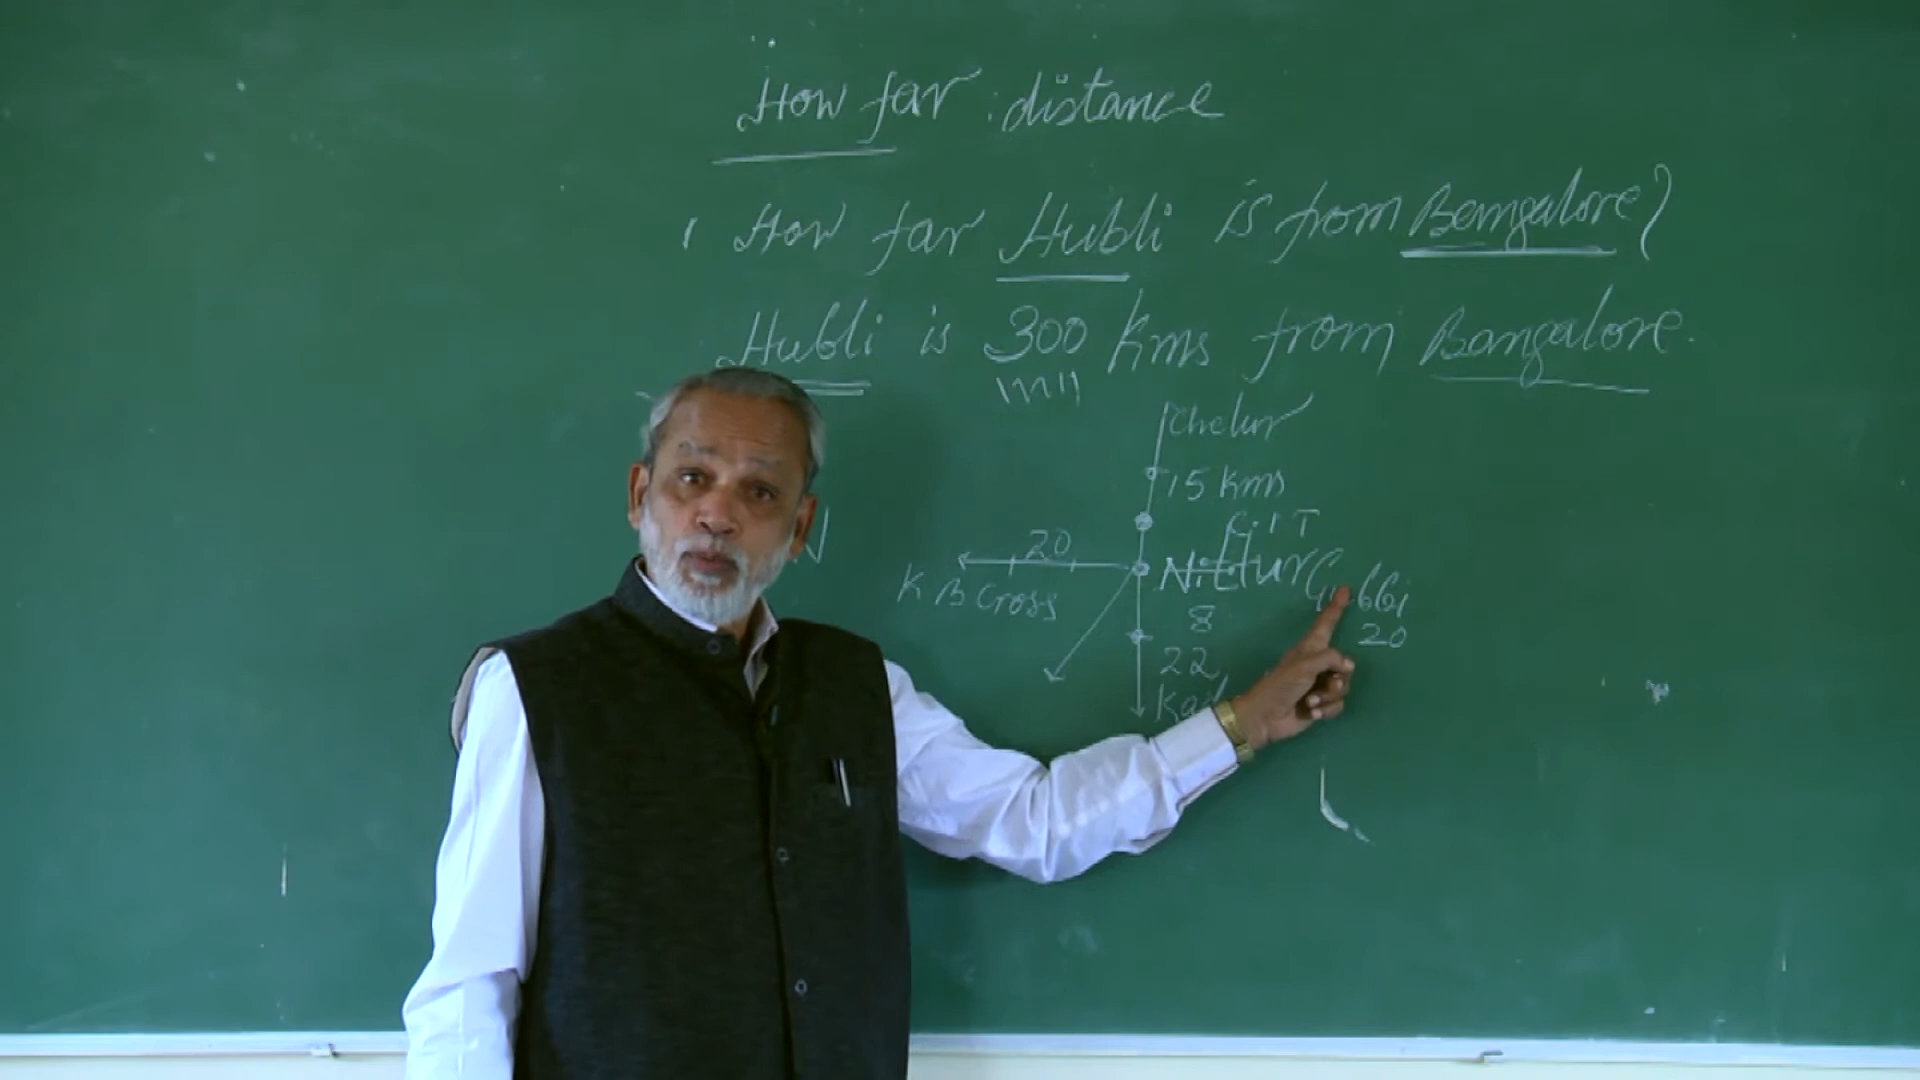 How far : distance
1 How far Hubli is from Bangalore?
Hubli is 300 kms from Bangalore.
Chelur
15 kms
C.I T
20
Nittur Gubbi
K B Cross
8
20
22